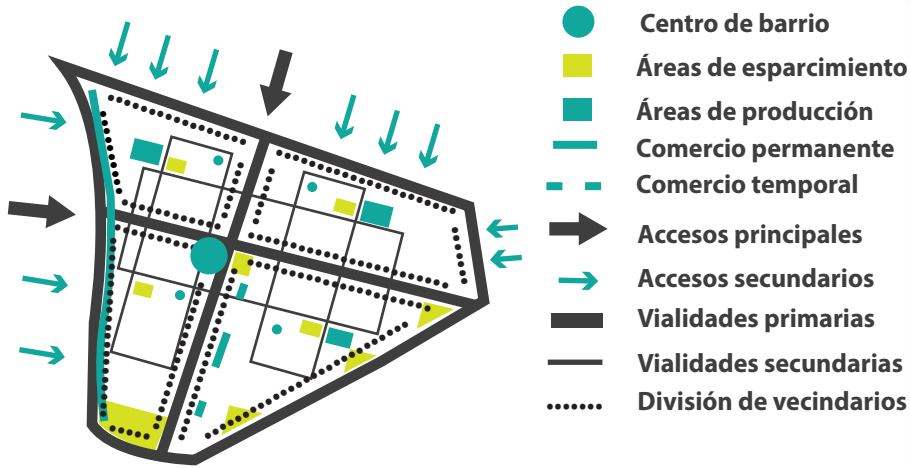 Centro de barrio
Áreas de esparcimiento
Áreas de producción
Comercio permanente
Comercio temporal
Accesos principales
Accesos secundarios
Vialidades primarias
Vialidades secundarias
División de vecindarios